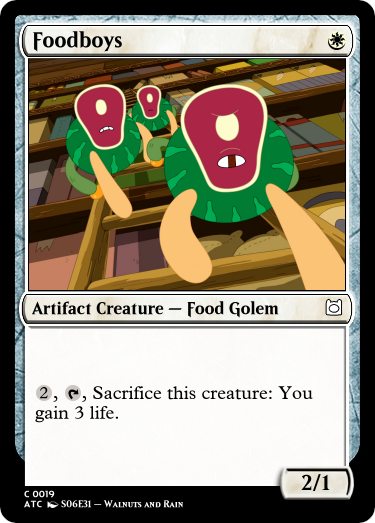 Foodboys
Artifact Creature — Food Golem
2, , Sacrifice this creature: You
gain 3 life.
2/1
C 0019
ATC S06E31 — Walnuts and Rain